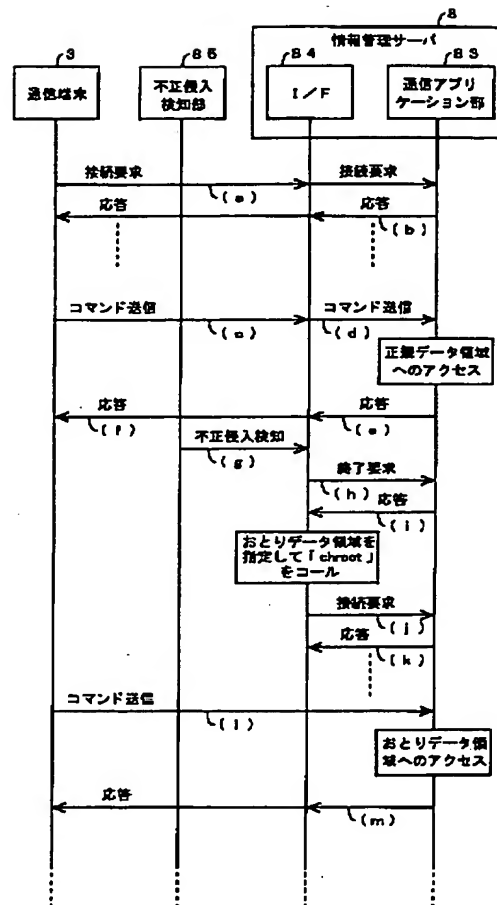 8
情報管理サーバ
3
通信端末
85
不正侵入
検知部
84
I/F
83
通信アプリ
ケーション部
接続要求
接続要求
(a)
応答
応答
(b)
コマンド送信
コマンド送信
(c)
(d)
正規データ領域
へのアクセス
応答
応答
(f)
(e)
不正侵入検知
(g)
終了要求
(h)
応答
(i)
おとりデータ領域を
指定して「chroot」
をコール
接続要求
(j)
応答
(k)
コマンド送信
(l)
おとりデータ領
域へのアクセス
応答
(m)